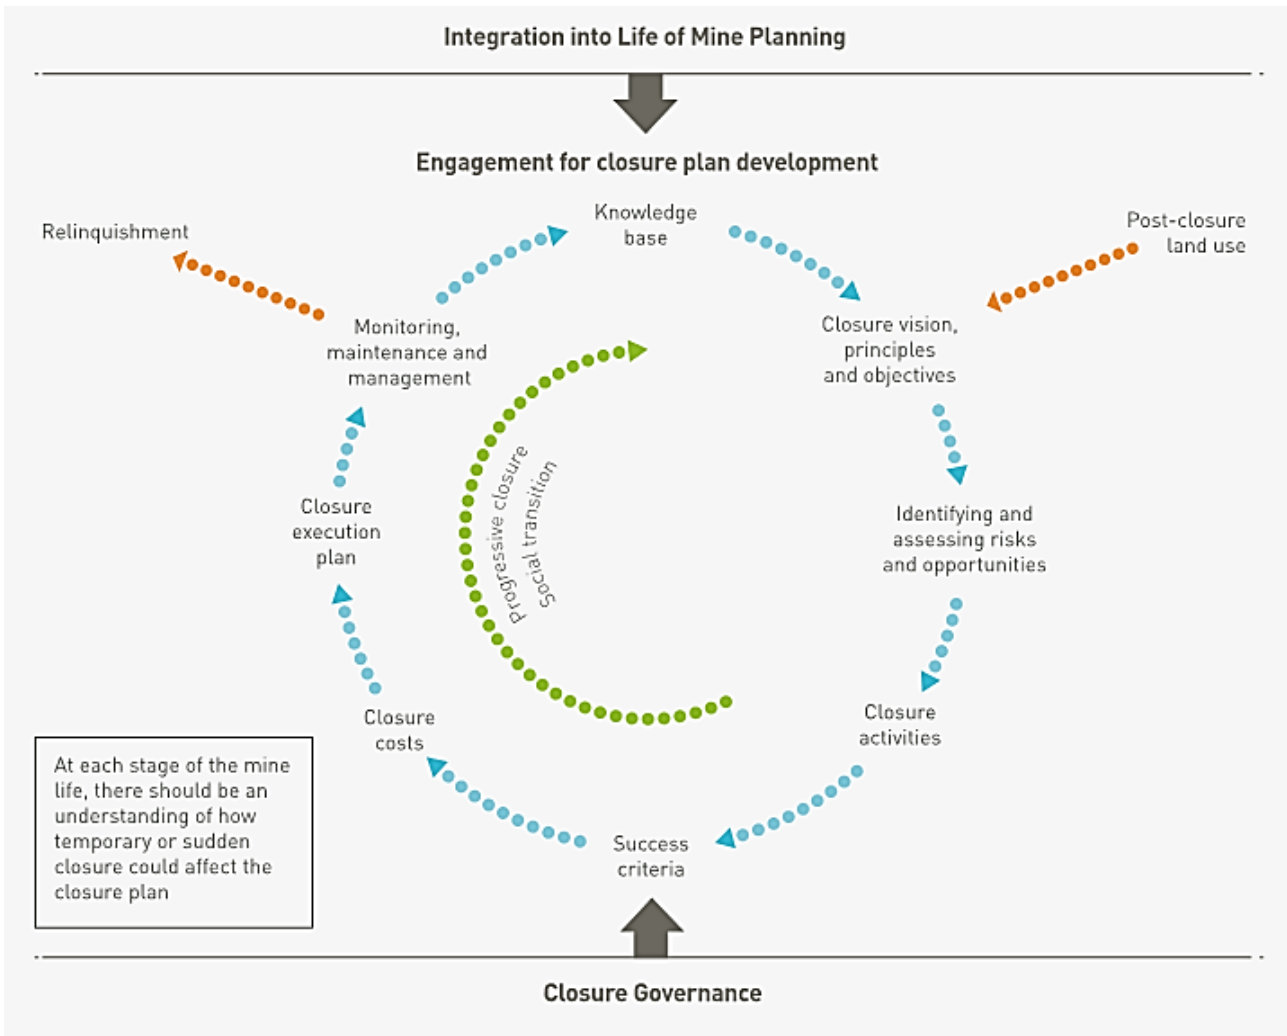 Integration into Life of Mine Planning
Engagement for closure plan development
Knowledge
base
Relinquishment
Post-closure
land use
Monitoring,
maintenance and
management
Closure vision,
principles
and objectives
Progressive closure
Social transition
Closure
execution
plan
Identifying and
assessing risks
and opportunities
Closure
costs
Closure
activities
Success
criteria
At each stage of the mine
life, there should be an
understanding of how
temporary or sudden
closure could affect the
closure plan
Closure Governance